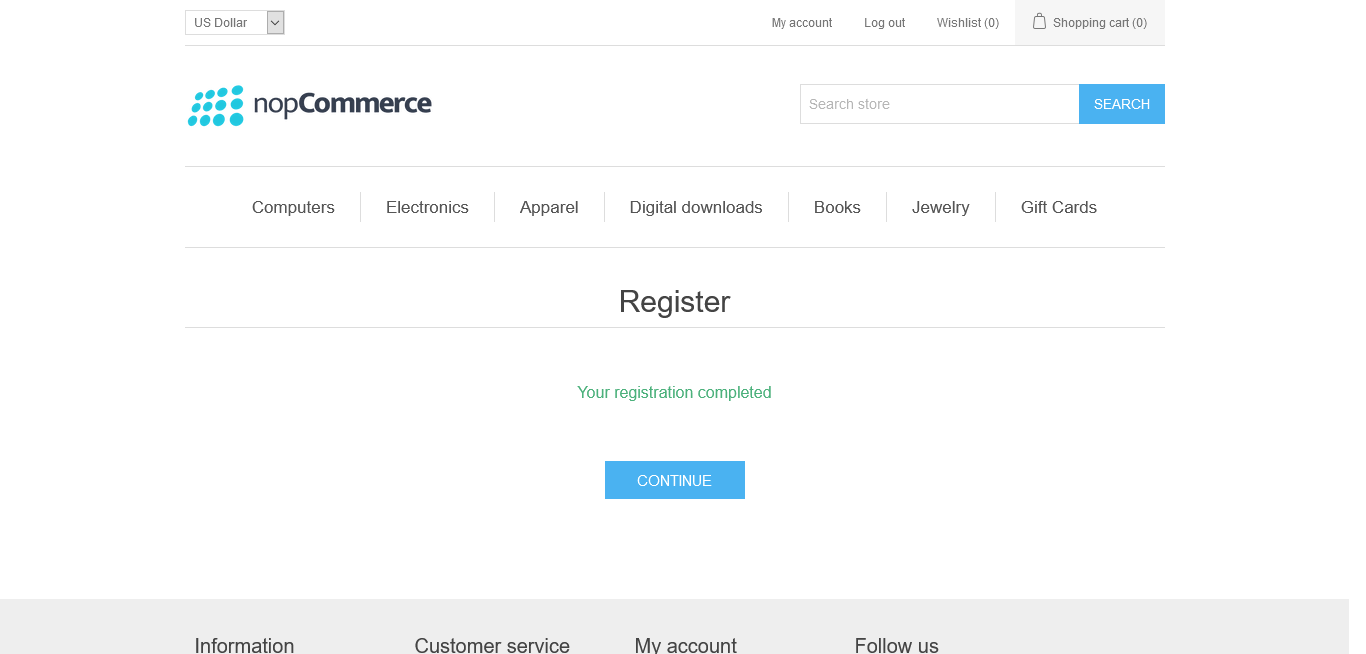 US Dollar
My account
Log out
Wishlist (0)
Shopping cart (0)
nopCommerce
Search store
SEARCH
Computers
Electronics
Apparel
Digital downloads
Books
Jewelry
Gift Cards
Register
Your registration completed
CONTINUE
Information
Customer service
My account
Follow us